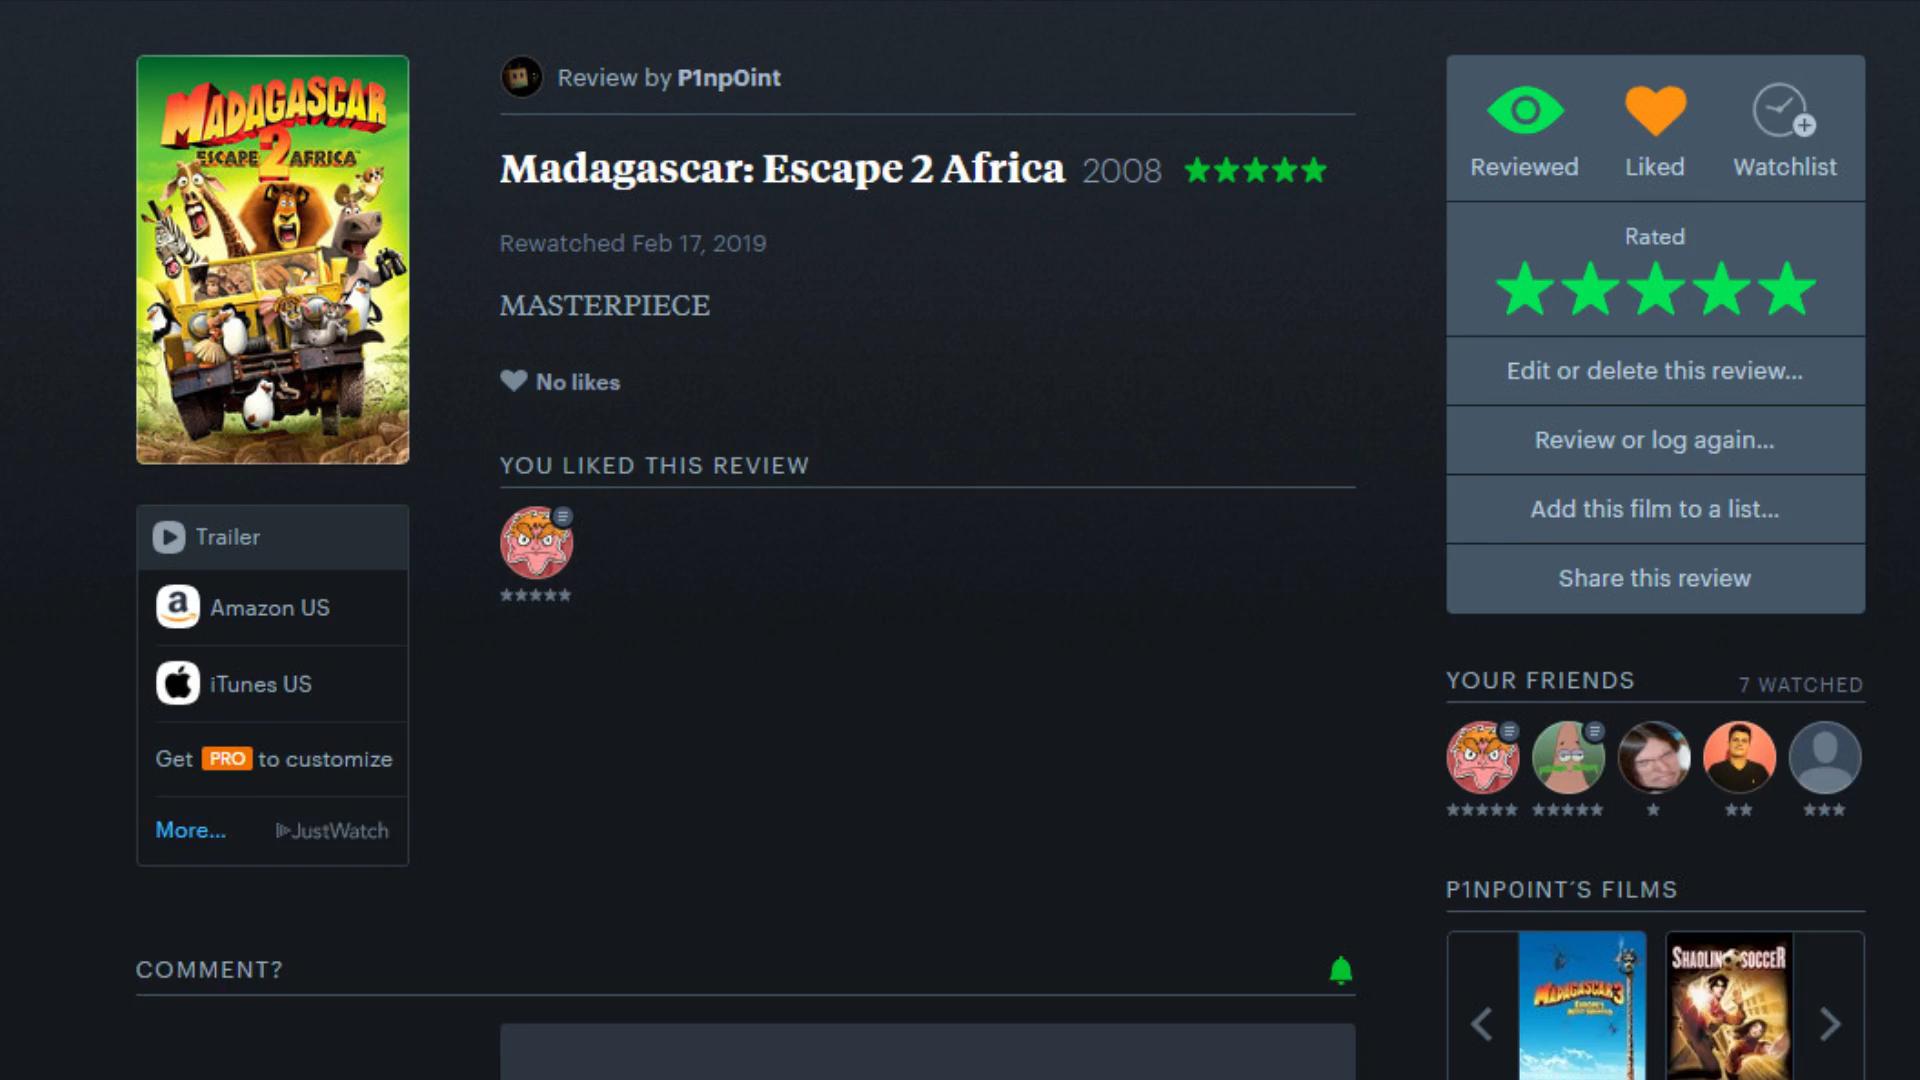 MADAGASCAR
ESCAPE 2 AFRICA
Review by P1np0int
Madagascar: Escape 2 Africa 2008 ★★★★★
Rewatched Feb 17, 2019
MASTERPIECE
No likes
YOU LIKED THIS REVIEW
★★★★★
Trailer
a Amazon US
iTunes US
Get PRO to customize
More... JustWatch
COMMENT?
Reviewed Liked Watchlist
Rated
★★★★★
Edit or delete this review...
Review or log again...
Add this film to a list...
Share this review
YOUR FRIENDS 7 WATCHED
★★★★★ ★★★★★ ★ ★★ ★★★
P1NP0INT´S FILMS
MADAGASCAR 3
SHAOLIN SOCCER